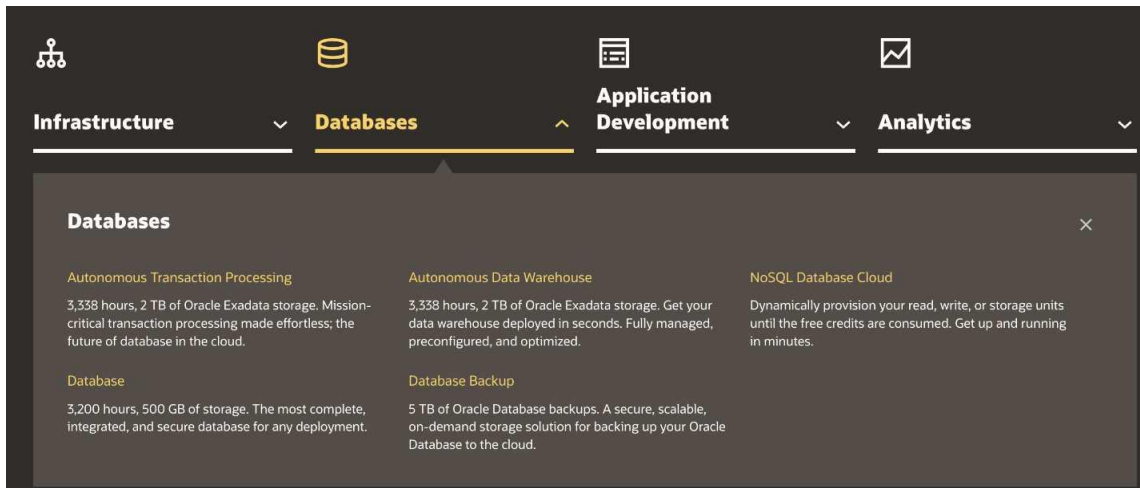 Infrastructure
Databases
Application
Development
Analytics
Databases
Autonomous Transaction Processing
3,338 hours, 2 TB of Oracle Exadata storage. Mission-
critical transaction processing made effortless; the
future of database in the cloud.
Autonomous Data Warehouse
3,338 hours, 2 TB of Oracle Exadata storage. Get your
data warehouse deployed in seconds. Fully managed,
preconfigured, and optimized.
NoSQL Database Cloud
Dynamically provision your read, write, or storage units
until the free credits are consumed. Get up and running
in minutes.
Database
3,200 hours, 500 GB of storage. The most complete,
integrated, and secure database for any deployment.
Database Backup
5 TB of Oracle Database backups. A secure, scalable,
on-demand storage solution for backing up your Oracle
Database to the cloud.